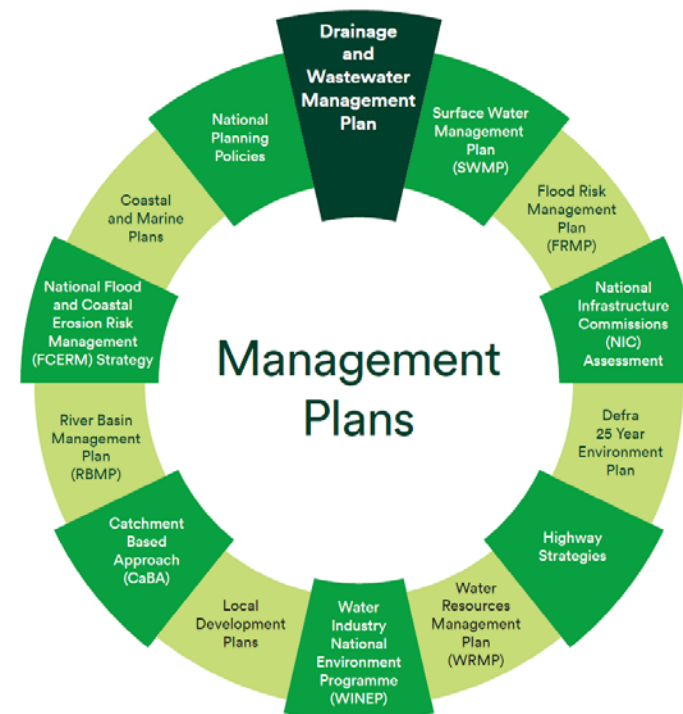 Drainage
and
Wastewater
Management
Plan
Surface Water
Management
Plan
(SWMP)
Flood Risk
Management
Plan
(FRMP)
National
Infrastructure
Commissions
(NIC)
Assessment
Defra
25 Year
Environment
Plan
Highway
Strategies
Water
Resources
Management
Plan
(WRMP)
Water
Industry
National
Environment
Programme
(WINEP)
Local
Development
Plans
Catchment
Based
Approach
(CaBA)
River Basin
Management
Plan
(RBMP)
National Flood
and Coastal
Erosion Risk
Management
(FCERM) Strategy
Coastal
and Marine
Plans
National
Planning
Policies
Management
Plans